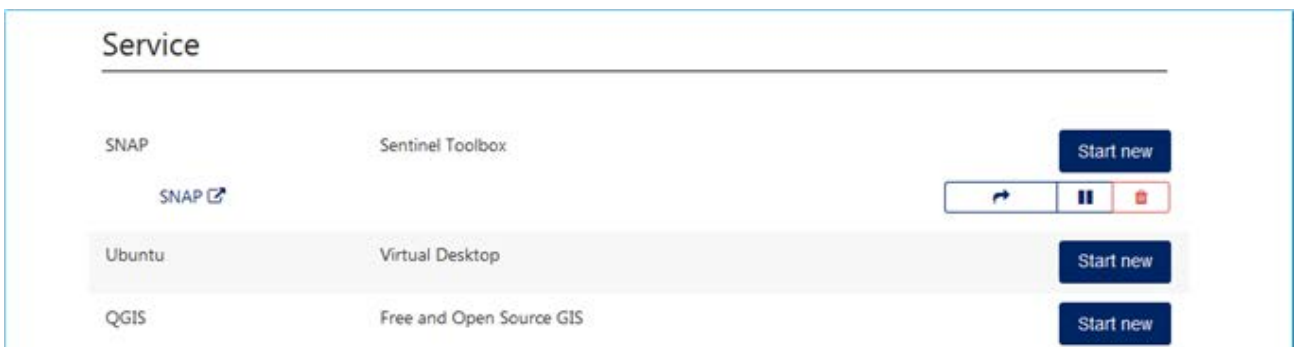 Service
SNAP Sentinel Toolbox Start new
SNAP
Ubuntu Virtual Desktop Start new
QGIS Free and Open Source GIS Start new